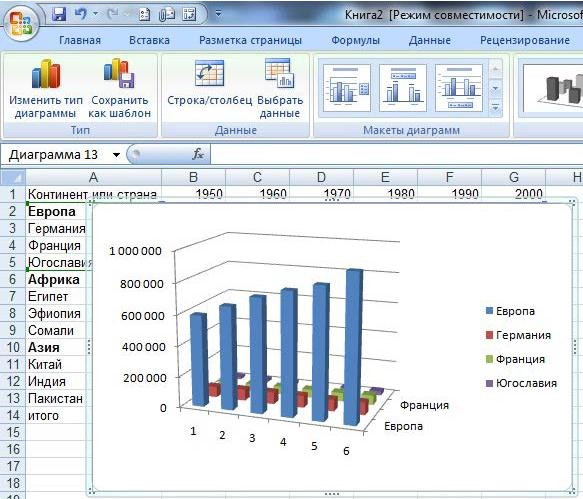 Книга2 [Режим совместимости] - Microso
Главная Вставка Разметка страницы Формулы Данные Рецензирование
Изменить тип диаграммы Сохранить как шаблон Строка/столбец Выбрать данные
Тип Данные Макеты диаграмм
Диаграмма 13 fx
A B C D E F G H
1 Континент или страна 1950 1960 1970 1980 1990 2000
2 Европа
3 Германия
4 Франция
5 Югослави
6 Африка
7 Египет
8 Эфиопия
9 Сомали
10 Азия
11 Китай
12 Индия
13 Пакистан
14 итого
15
16
17
18
1 000 000
800 000
600 000
400 000
200 000
0
1 2 3 4 5 6
Франция
Европа
Европа
Германия
Франция
Югославия